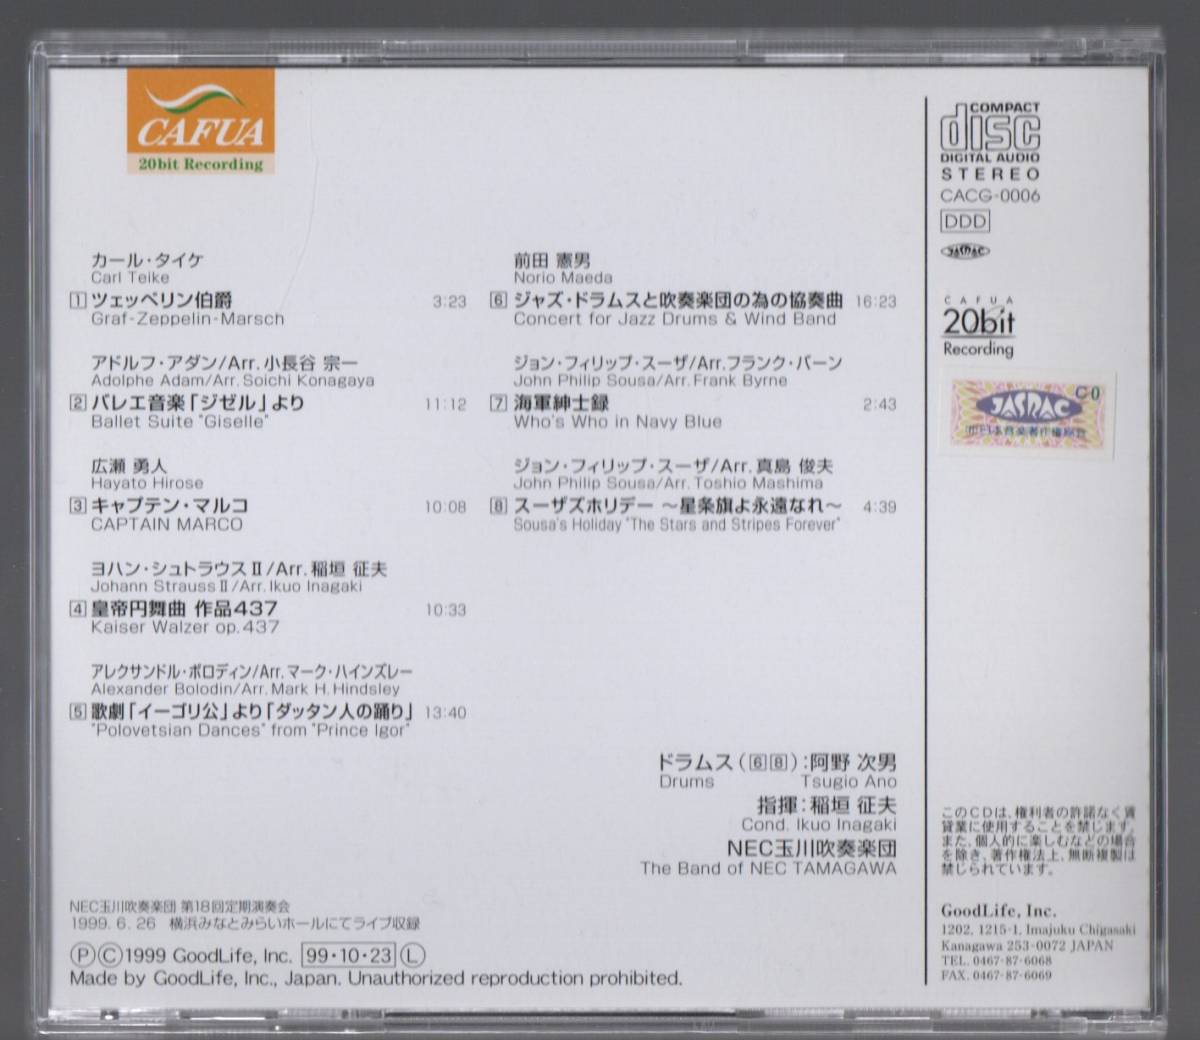 CAFUA
20bit Recording
カール・タイケ
Carl Teike
1 ツェッペリン伯爵 3:23
Graf-Zeppelin-Marsch
アドルフ・アダン/Arr. 小長谷 宗一
Adolphe Adam/Arr. Soichi Konagaya
2 バレエ音楽「ジゼル」より 11:12
Ballet Suite "Giselle"
広瀬 勇人
Hayato Hirose
3 キャプテン・マルコ 10:08
CAPTAIN MARCO
ヨハン・シュトラウスⅡ/Arr. 稲垣 征夫
Johann StraussⅡ/Arr. Ikuo Inagaki
4 皇帝円舞曲 作品437 10:33
Kaiser Walzer op. 437
アレクサンドル・ボロディン/Arr. マーク・ハインズレー
Alexander Bolodin/Arr. Mark H. Hindsley
5 歌劇「イーゴリ公」より「ダッタン人の踊り」 13:40
"Polovetsian Dances" from "Prince Igor"
前田 憲男
Norio Maeda
6 ジャズ・ドラムスと吹奏楽団の為の協奏曲 16:23
Concert for Jazz Drums & Wind Band
ジョン・フィリップ・スーザ/Arr. フランク・バーン
John Philip Sousa/Arr. Frank Byrne
7 海軍紳士録 2:43
Who's Who in Navy Blue
ジョン・フィリップ・スーザ/Arr. 真島 俊夫
John Philip Sousa/Arr. Toshio Mashima
8 スーザズホリデー 〜星条旗よ永遠なれ〜 4:39
Sousa's Holiday "The Stars and Stripes Forever"
ドラムス (6 8) : 阿野 次男
Drums Tsugio Ano
指揮 : 稲垣 征夫
Cond. Ikuo Inagaki
NEC玉川吹奏楽団
The Band of NEC TAMAGAWA
NEC玉川吹奏楽団 第18回定期演奏会
1999. 6. 26 横浜みなとみらいホールにてライブ収録
ⓅⒸ1999 GoodLife, Inc. 99・10・23 Ⓛ
Made by GoodLife, Inc., Japan. Unauthorized reproduction prohibited.
COMPACT
disc
DIGITAL AUDIO
STEREO
CACG-0006
DDD
JASRAC
CAFUA
20bit
Recording
C0
JASRAC
このCDは、権利者の許諾なく賃
貸業に使用することを禁じます。
また、個人的に楽しむなどの場合
を除き、著作権法上、無断複製は
禁じられています。
GoodLife, Inc.
1202, 1215-1, Imajuku Chigasaki
Kanagawa 253-0072 JAPAN
TEL. 0467-87-6068
FAX. 0467-87-6069